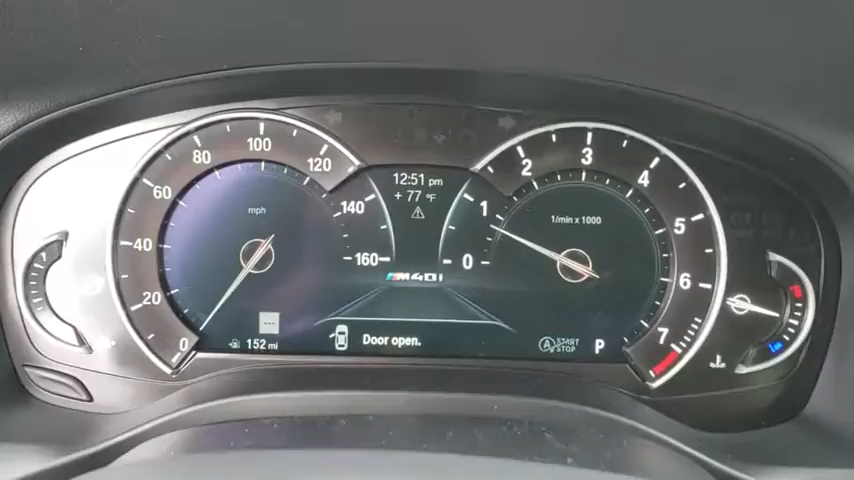 12:51 pm
+ 77 °F
mph
0
20
40
60
80
100
120
140
160
M40i
1/min x 1000
0
1
2
3
4
5
6
7
---
152 mi
Door open.
A START
STOP
P